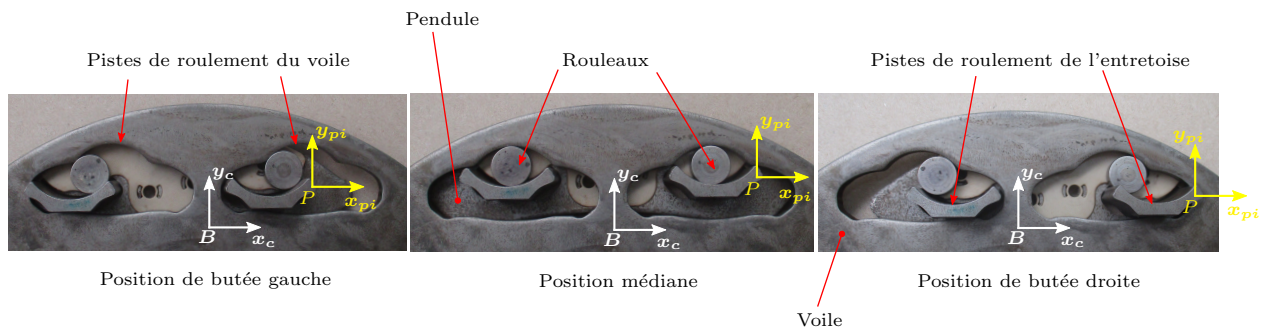 Pendule
Pistes de roulement du voile
Rouleaux
Pistes de roulement de l'entretoise
y_pi
P
x_pi
y_c
B
x_c
y_pi
P
x_pi
y_c
B
x_c
y_pi
P
x_pi
y_c
B
x_c
Position de butée gauche
Position médiane
Position de butée droite
Voile